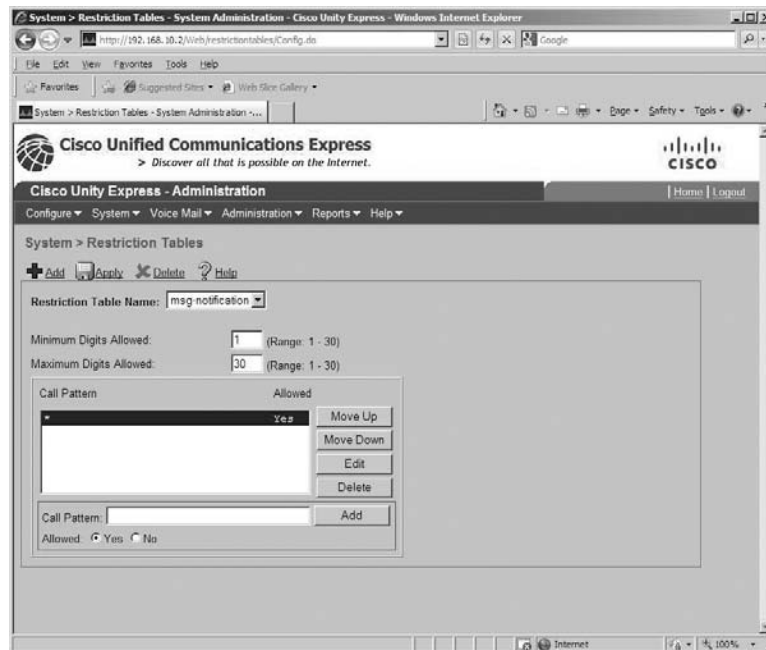 System > Restriction Tables - System Administration - Cisco Unity Express - Windows Internet Explorer
http://192.168.10.2/Web/restrictiontables/Config.do
Google
File Edit View Favorites Tools Help
Favorites Suggested Sites Web Slice Gallery
System > Restriction Tables - System Administration -... Page Safety Tools
Cisco Unified Communications Express
> Discover all that is possible on the Internet.
CISCO
Cisco Unity Express - Administration | Home | Logout
Configure System Voice Mail Administration Reports Help
System > Restriction Tables
Add Apply Delete Help
Restriction Table Name: msg-notification
Minimum Digits Allowed: 1 (Range: 1 - 30)
Maximum Digits Allowed: 30 (Range: 1 - 30)
Call Pattern Allowed
* Yes
Move Up
Move Down
Edit
Delete
Call Pattern: Add
Allowed: Yes No
Internet 100%